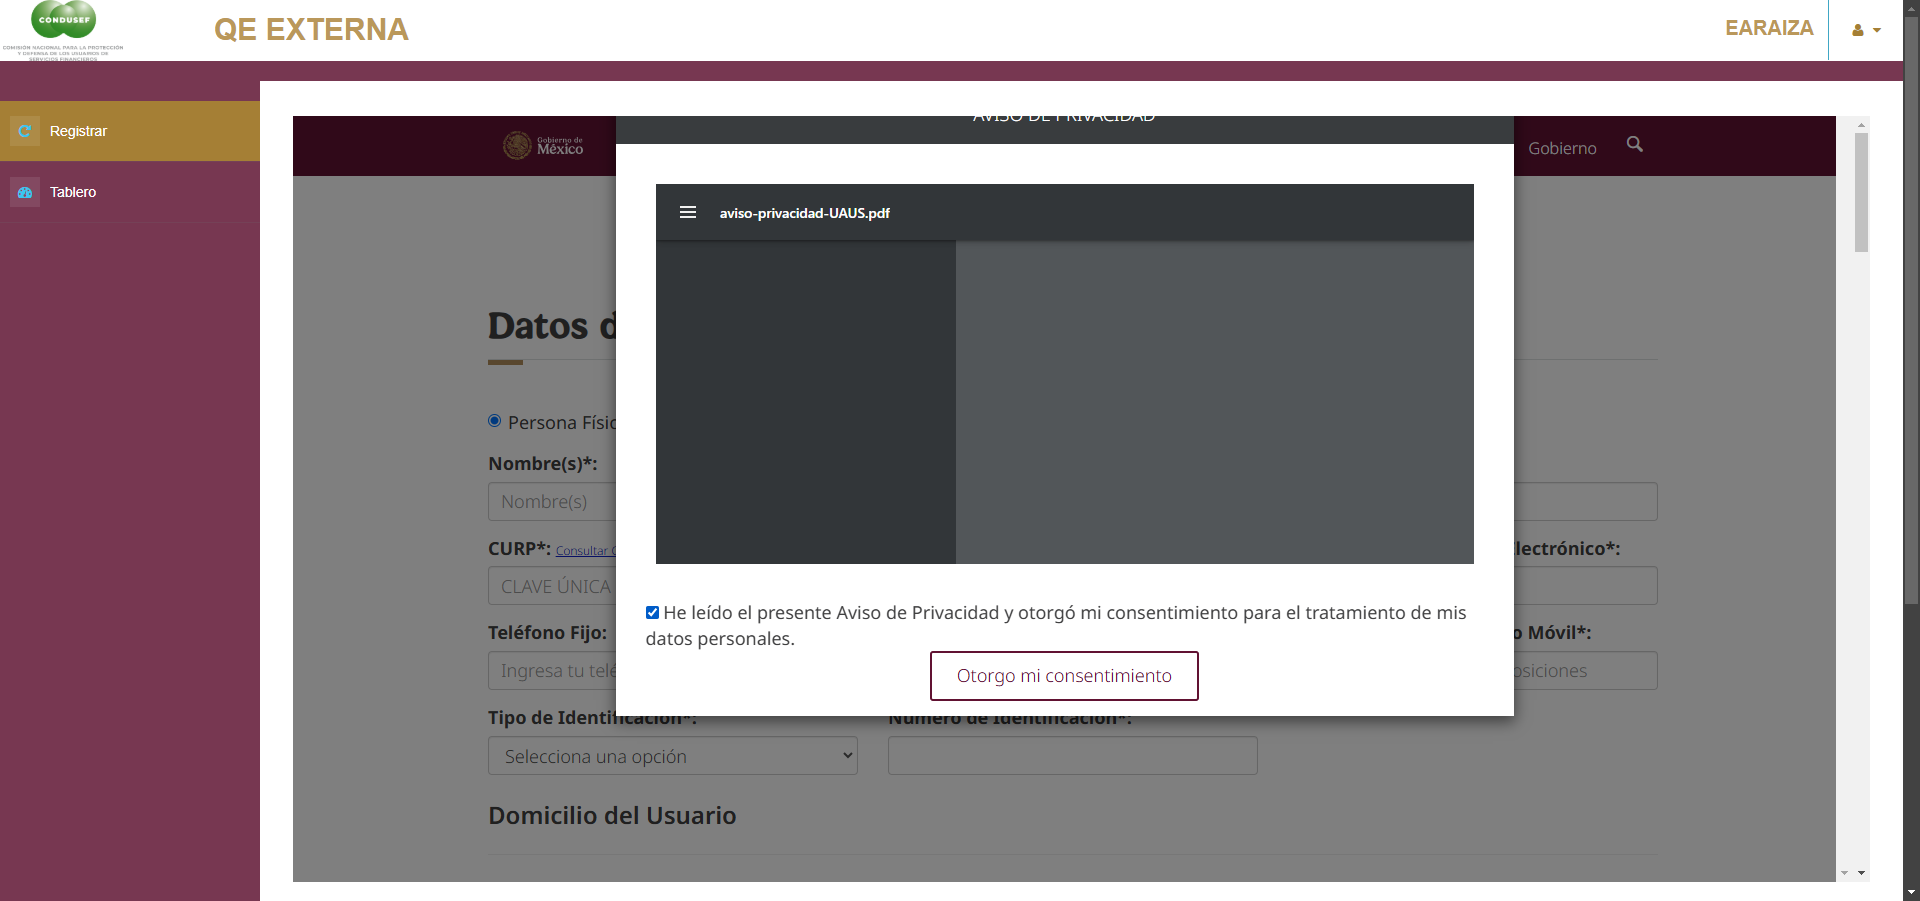 CONDUSEF
COMISIÓN NACIONAL PARA LA PROTECCIÓN
Y DEFENSA DE LOS USUARIOS DE
SERVICIOS FINANCIEROS
QE EXTERNA
EARAIZA
Registrar
Tablero
Gobierno de
México
AVISO DE PRIVACIDAD
Gobierno
aviso-privacidad-UAUS.pdf
Datos d
Persona Físic
Nombre(s)*:
Nombre(s)
CURP*: Consultar C
lectrónico*:
CLAVE ÚNICA
He leído el presente Aviso de Privacidad y otorgó mi consentimiento para el tratamiento de mis
datos personales.
Teléfono Fijo:
o Móvil*:
Ingresa tu telé
osiciones
Otorgo mi consentimiento
Tipo de Identificación*:
Número de Identificación*:
Selecciona una opción
Domicilio del Usuario